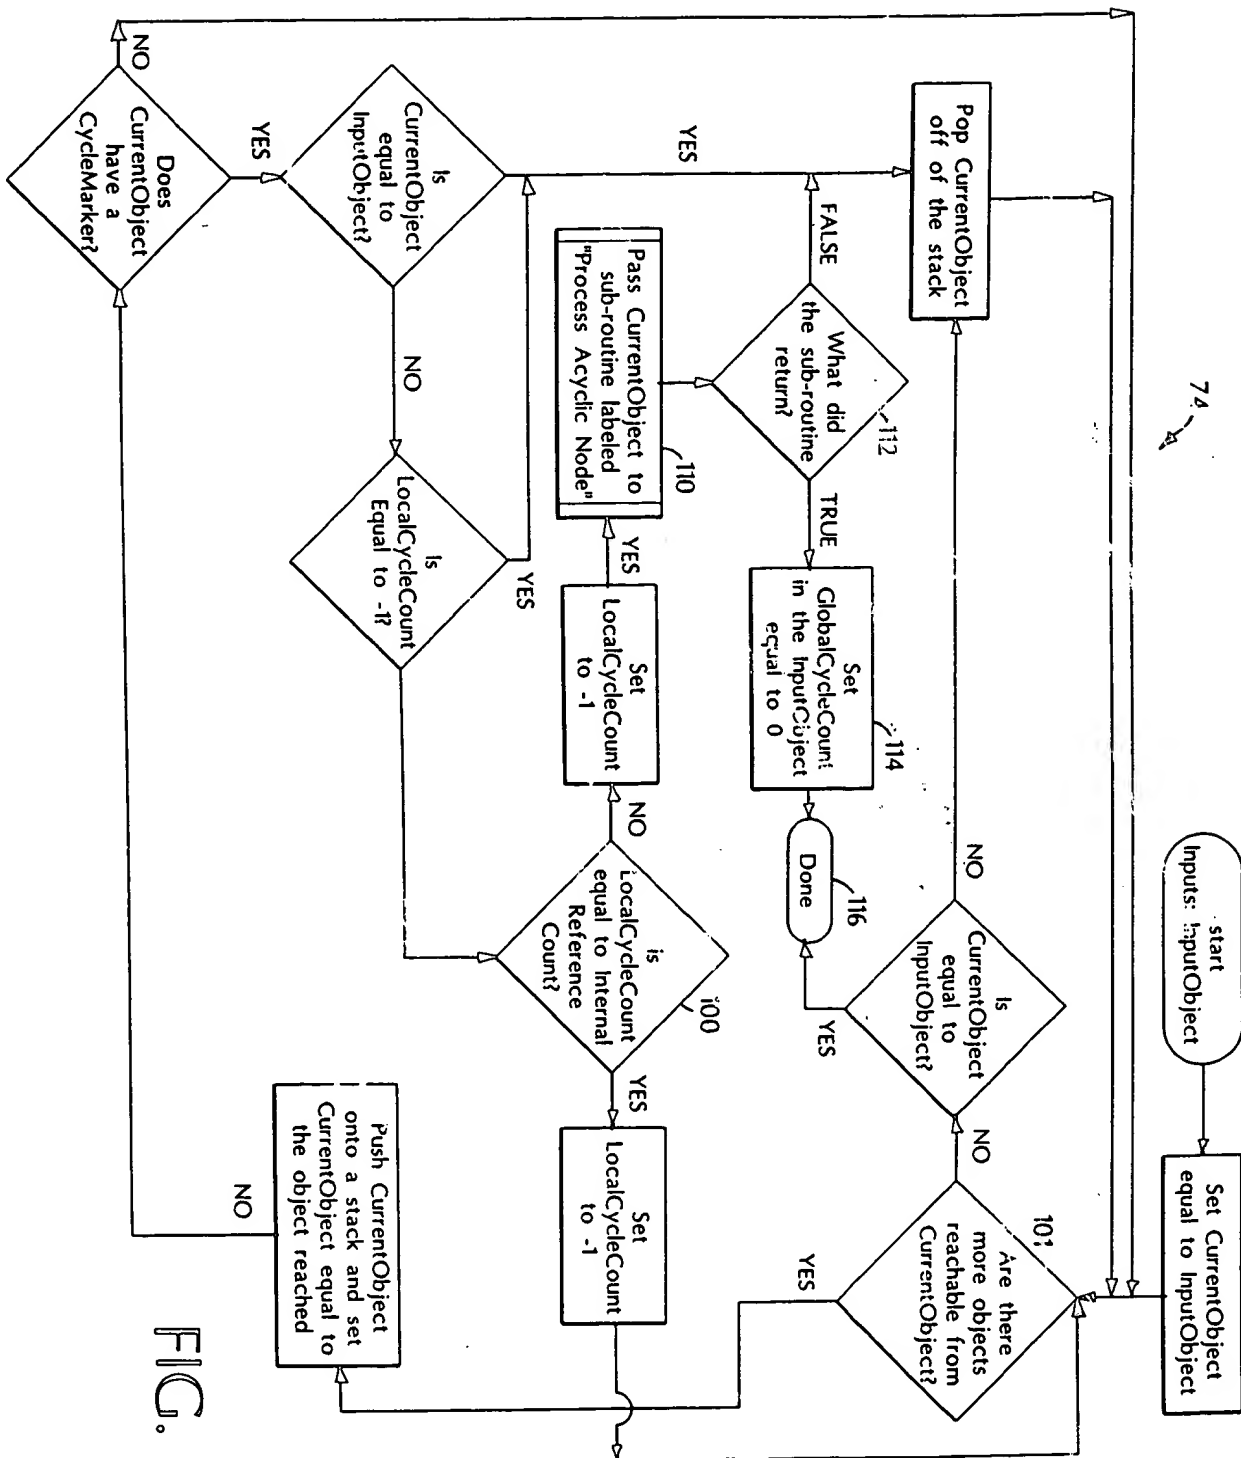 74
start
Inputs: InputObject
Set CurrentObject
equal to InputObject
101
Are there
more objects
reachable from
CurrentObject?
NO
YES
Is
CurrentObject
equal to
InputObject?
NO
YES
Pop CurrentObject
off of the stack
Done
116
Set
GlobalCycleCount
in the InputObject
equal to 0
114
TRUE
FALSE
What did
the sub-routine
return?
112
Pass CurrentObject to
sub-routine labeled
"Process Acyclic Node"
110
YES
Set
LocalCycleCount
to -1
NO
is
LocalCycleCount
equal to Internal
Reference
Count?
100
YES
Set
LocalCycleCount
to -1
YES
Is
CurrentObject
equal to
InputObject?
NO
Is
LocalCycleCount
Equal to -1?
YES
Push CurrentObject
onto a stack and set
CurrentObject equal to
the object reached
NO
YES
NO
Does
CurrentObject
have a
CycleMarker?
FIG.